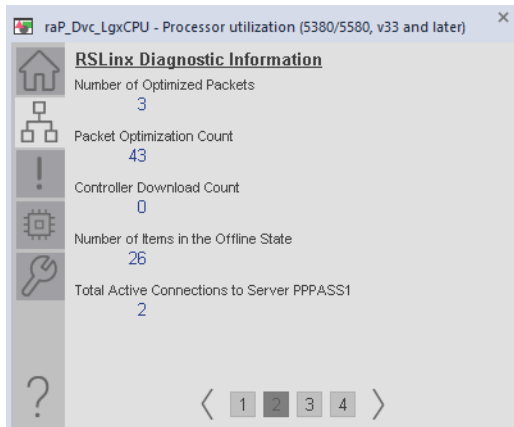 raP_Dvc_LgxCPU - Processor utilization (5380/5580, v33 and later)
RSLinx Diagnostic Information
Number of Optimized Packets
3
Packet Optimization Count
43
Controller Download Count
0
Number of Items in the Offline State
26
Total Active Connections to Server PPPASS1
2
1 2 3 4